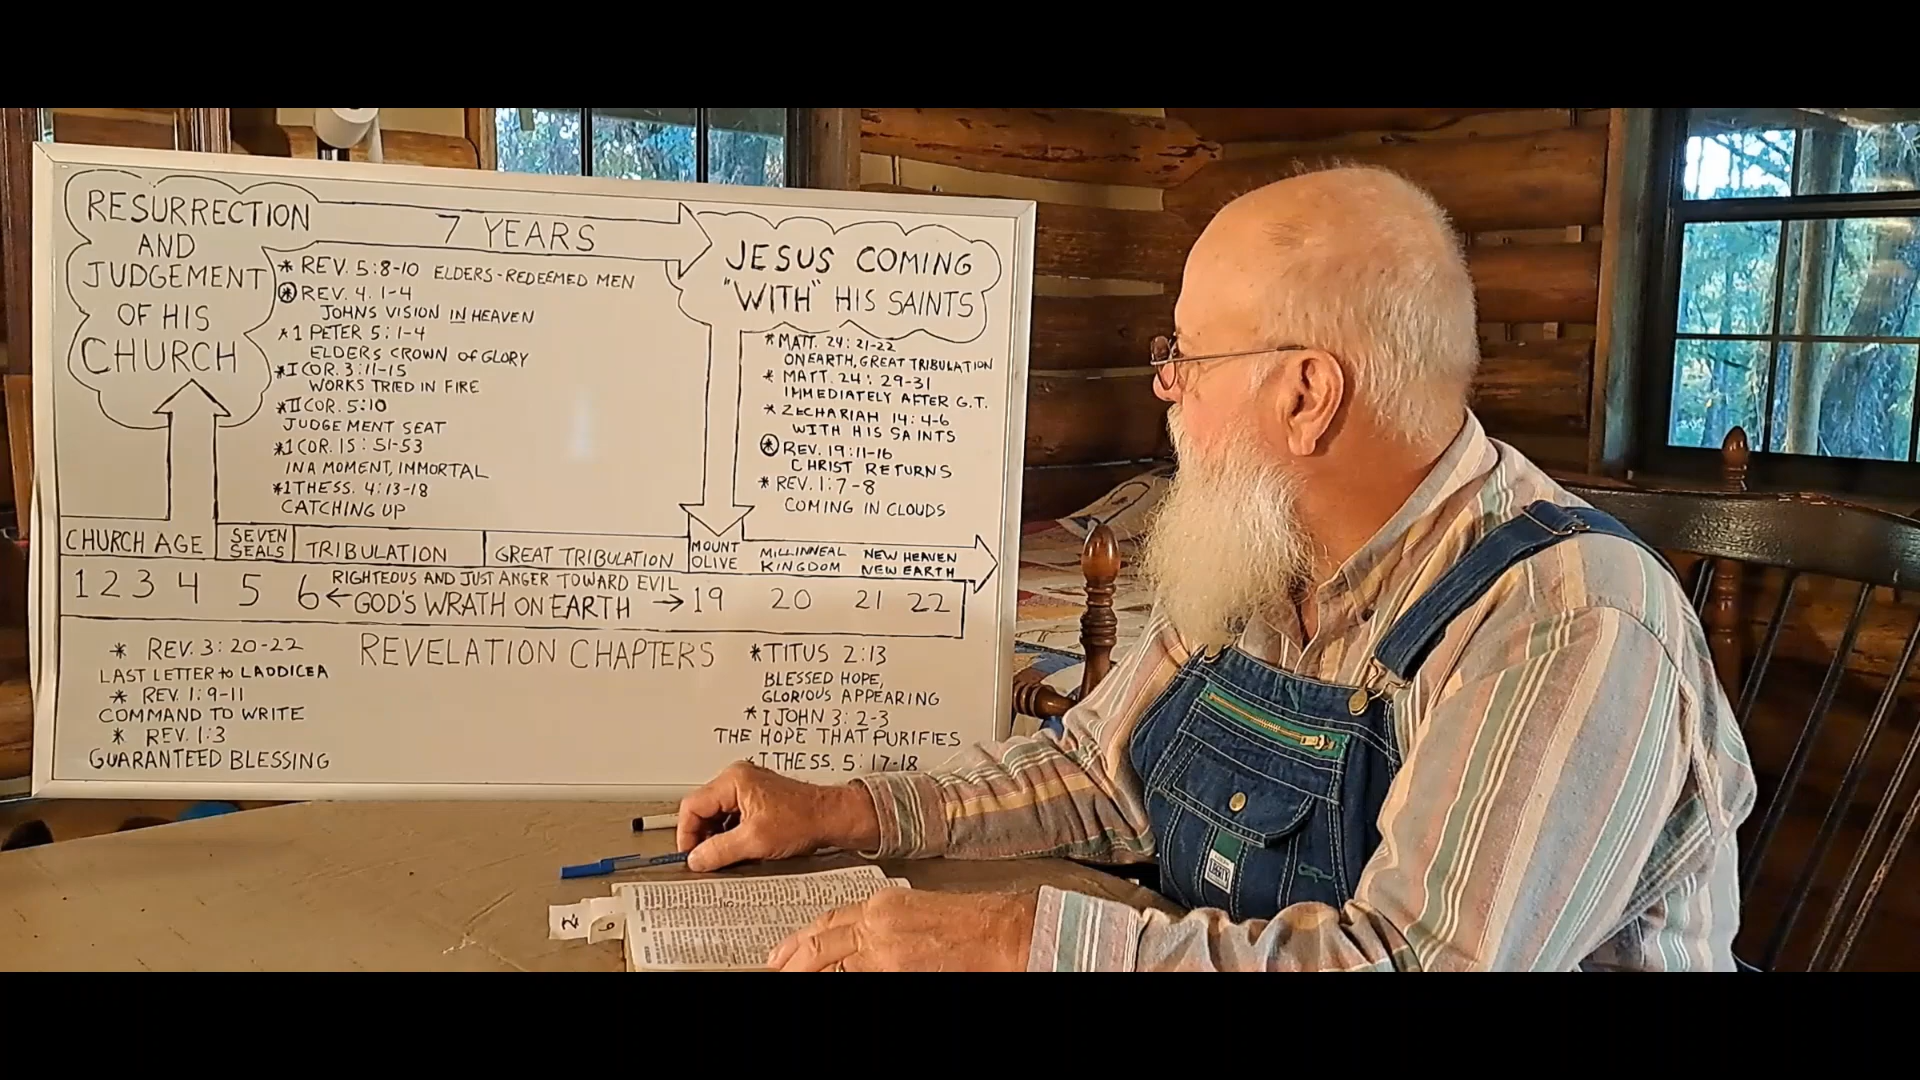 RESURRECTION
AND
JUDGEMENT
OF HIS
CHURCH
7 YEARS
JESUS COMING
"WITH" HIS SAINTS
* REV. 5:8-10 ELDERS-REDEEMED MEN
* REV. 4. 1-4
JOHNS VISION IN HEAVEN
*1 PETER 5:1-4
ELDERS CROWN of GLORY
*I COR. 3:11-15
WORKS TRIED IN FIRE
*II COR. 5:10
JUDGEMENT SEAT
*1 COR. 15:51-53
IN A MOMENT, IMMORTAL
*1 THESS. 4:13-18
CATCHING UP
*MATT. 24:21-22
ON EARTH, GREAT TRIBULATION
* MATT. 24:29-31
IMMEDIATELY AFTER G.T.
* ZECHARIAH 14:4-6
WITH HIS SAINTS
* REV. 19:11-16
CHRIST RETURNS
* REV. 1:7-8
COMING IN CLOUDS
CHURCH AGE
SEVEN
SEALS
TRIBULATION
GREAT TRIBULATION
MOUNT
OLIVE
MILLINNEAL
KINGDOM
NEW HEAVEN
NEW EARTH
RIGHTEOUS AND JUST ANGER TOWARD EVIL
1 2 3 4 5 6 ← GOD'S WRATH ON EARTH → 19 20 21 22
REVELATION CHAPTERS
* REV. 3:20-22
LAST LETTER to LAODICEA
* REV. 1:9-11
COMMAND TO WRITE
* REV. 1:3
GUARANTEED BLESSING
*TITUS 2:13
BLESSED HOPE,
GLORIOUS APPEARING
*I JOHN 3:2-3
THE HOPE THAT PURIFIES
*I THESS. 5:17-18
LIBERTY
N
6